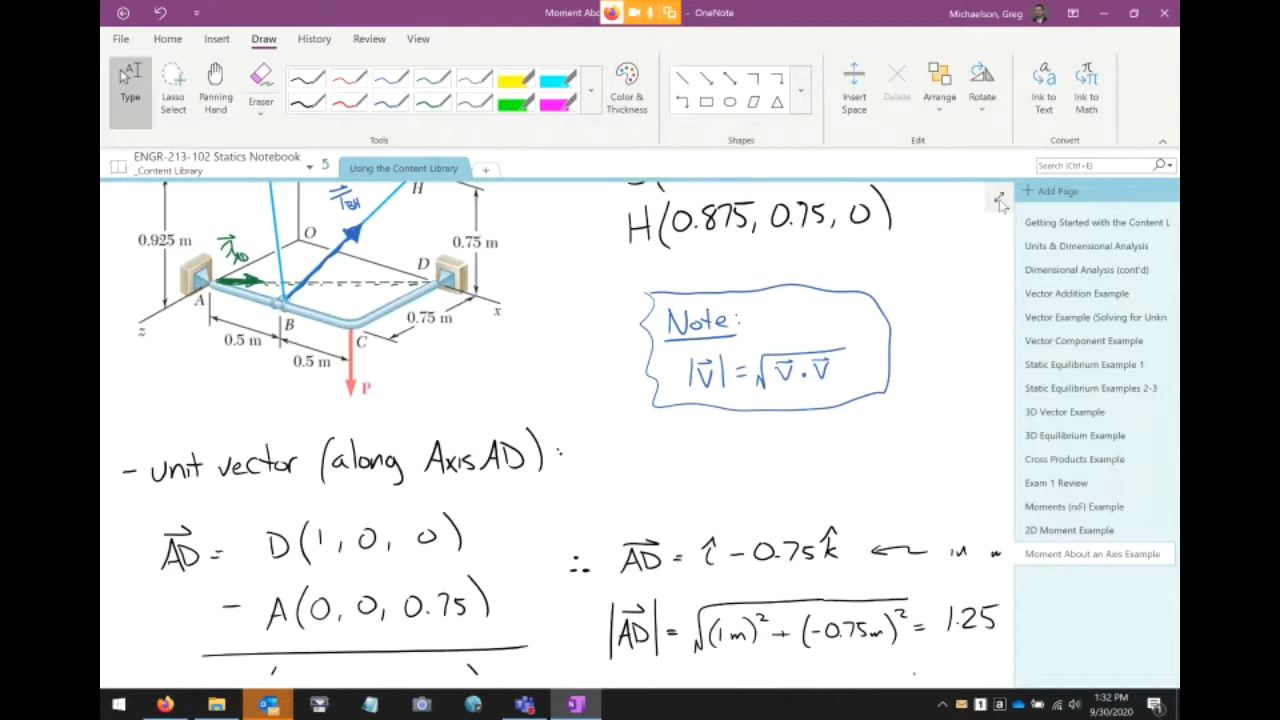 Moment Abo
- OneNote
Michaelson, Greg
File Home Insert Draw History Review View
Type
Lasso Select
Panning Hand
Eraser
Color & Thickness
Insert Space
Delete
Arrange
Rotate
Ink to Text
Ink to Math
Tools
Shapes
Edit
Convert
ENGR-213-102 Statics Notebook
_Content Library
5
Using the Content Library
+
Search (Ctrl+E)
Add Page
Getting Started with the Content L
Units & Dimensional Analysis
Dimensional Analysis (cont'd)
Vector Addition Example
Vector Example (Solving for Unkn
Vector Component Example
Static Equilibrium Example 1
Static Equilibrium Examples 2-3
3D Vector Example
3D Equilibrium Example
Cross Products Example
Exam 1 Review
Moments (n/F) Example
2D Moment Example
Moment About an Axis Example
T⃗BH
H
0.925 m
λ⃗AD
O
0.75 m
D
A
B
x
z
0.75 m
0.5 m
C
0.5 m
P
H(0.875, 0.75, 0)
Note:
|V⃗| = √V⃗ · V⃗
- unit vector (along Axis AD):
AD⃗ = D(1, 0, 0)
- A(0, 0, 0.75)
∴ AD⃗ = î - 0.75k̂ ← in m
|AD⃗| = √(1m)² + (-0.75m)² = 1.25
1:32 PM
9/30/2020